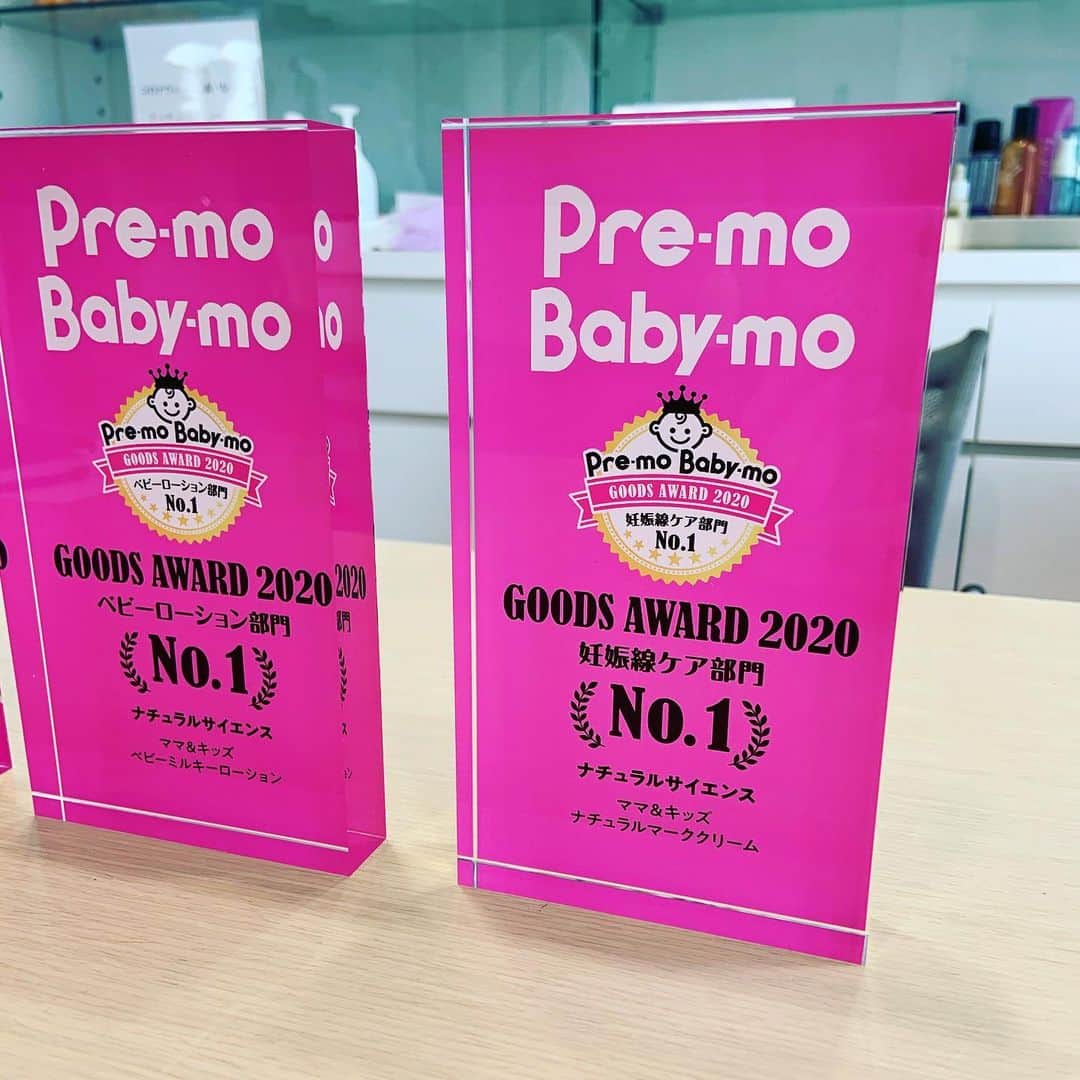 Pre-mo
Baby-mo
Pre-mo Baby-mo
GOODS AWARD 2020
ベビーローション部門
No.1
GOODS AWARD 2020
ベビーローション部門
No.1
ナチュラルサイエンス
ママ&キッズ
ベビーミルキーローション
Pre-mo
Baby-mo
Pre-mo Baby-mo
GOODS AWARD 2020
妊娠線ケア部門
No.1
GOODS AWARD 2020
妊娠線ケア部門
No.1
ナチュラルサイエンス
ママ&キッズ
ナチュラルマーククリーム